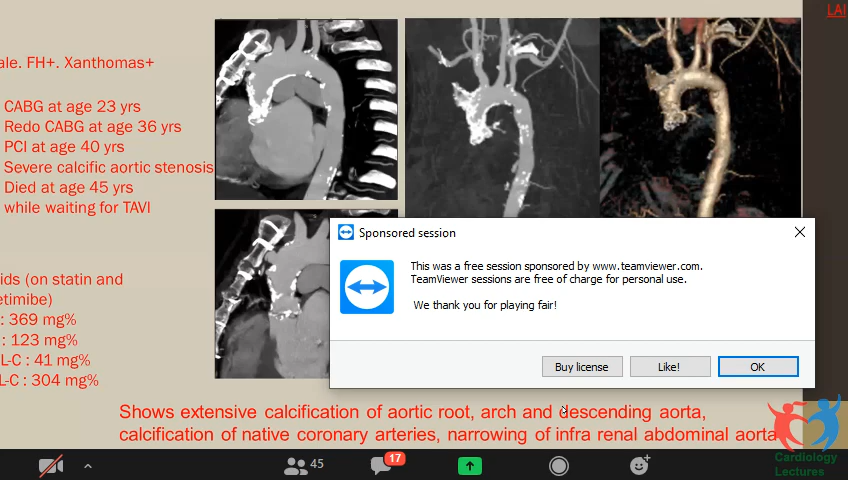 LAI
ale. FH+. Xanthomas+
CABG at age 23 yrs
Redo CABG at age 36 yrs
PCI at age 40 yrs
Severe calcific aortic stenosis
Died at age 45 yrs
while waiting for TAVI
ids (on statin and
etimibe)
: 369 mg%
: 123 mg%
L-C : 41 mg%
L-C : 304 mg%
Sponsored session
This was a free session sponsored by www.teamviewer.com.
TeamViewer sessions are free of charge for personal use.
We thank you for playing fair!
Buy license
Like!
OK
Shows extensive calcification of aortic root, arch and descending aorta,
calcification of native coronary arteries, narrowing of infra renal abdominal aorta
Cardiology
Lectures
45
17